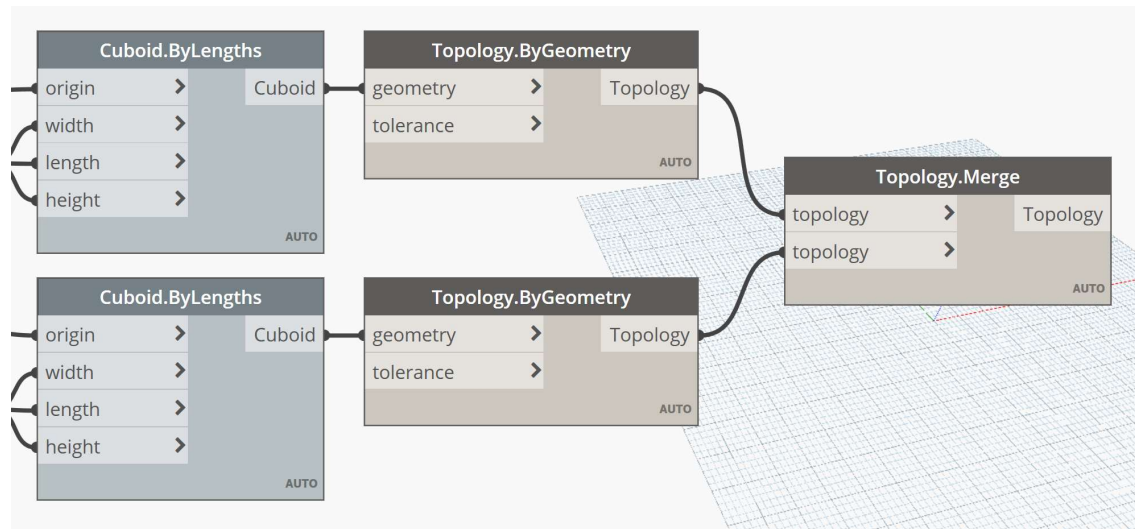 Cuboid.ByLengths
origin > Cuboid
width >
length >
height >
AUTO
Topology.ByGeometry
geometry > Topology
tolerance >
AUTO
Cuboid.ByLengths
origin > Cuboid
width >
length >
height >
AUTO
Topology.ByGeometry
geometry > Topology
tolerance >
AUTO
Topology.Merge
topology > Topology
topology >
AUTO